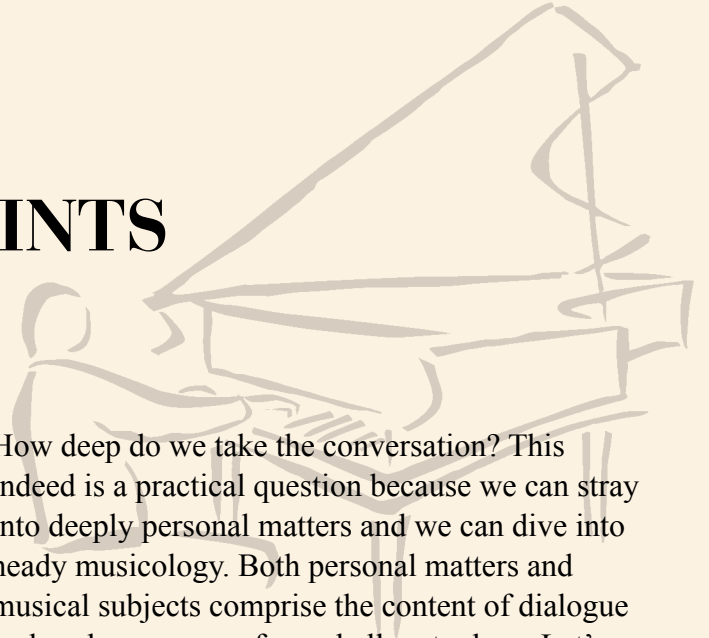 INTS
How deep do we take the conversation? This
indeed is a practical question because we can stray
into deeply personal matters and we can dive into
heady musicology. Both personal matters and
musical subjects comprise the content of dialogue